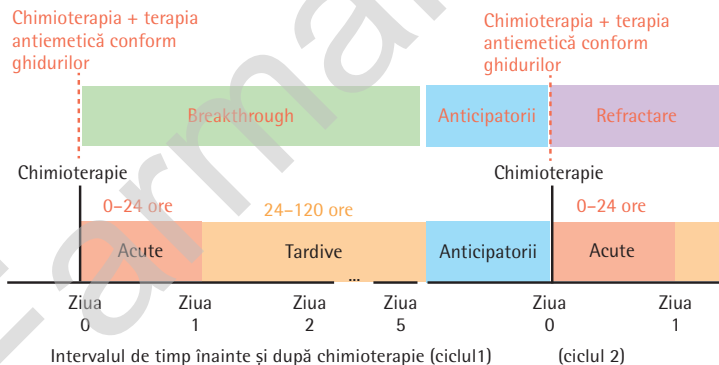 Chimioterapia + terapia
antiemetică conform
ghidurilor
Chimioterapia + terapia
antiemetică conform
ghidurilor
Breakthrough
Anticipatorii
Refractare
Chimioterapie
Chimioterapie
0–24 ore
24–120 ore
0–24 ore
Acute
Tardive
Anticipatorii
Acute
...
Ziua
0
Ziua
1
Ziua
2
Ziua
5
Ziua
0
Ziua
1
Intervalul de timp înainte și după chimioterapie (ciclul1)
(ciclul 2)